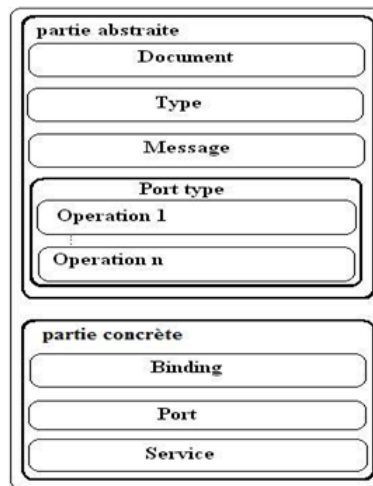 partie abstraite
Document
Type
Message
Port type
Operation 1
Operation n
partie concrète
Binding
Port
Service